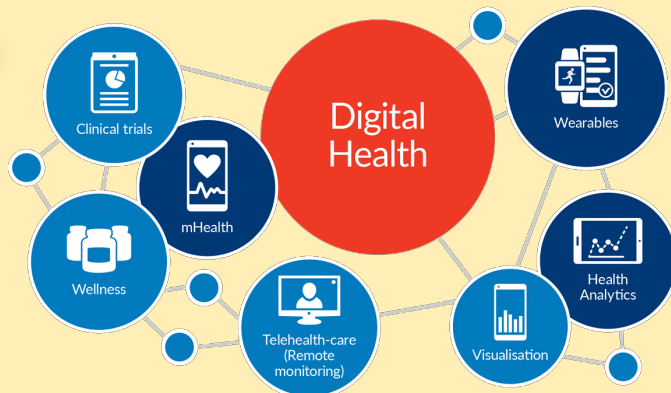 Digital
Health
Clinical trials
Wearables
mHealth
Wellness
Health
Analytics
Telehealth-care
(Remote
monitoring)
Visualisation